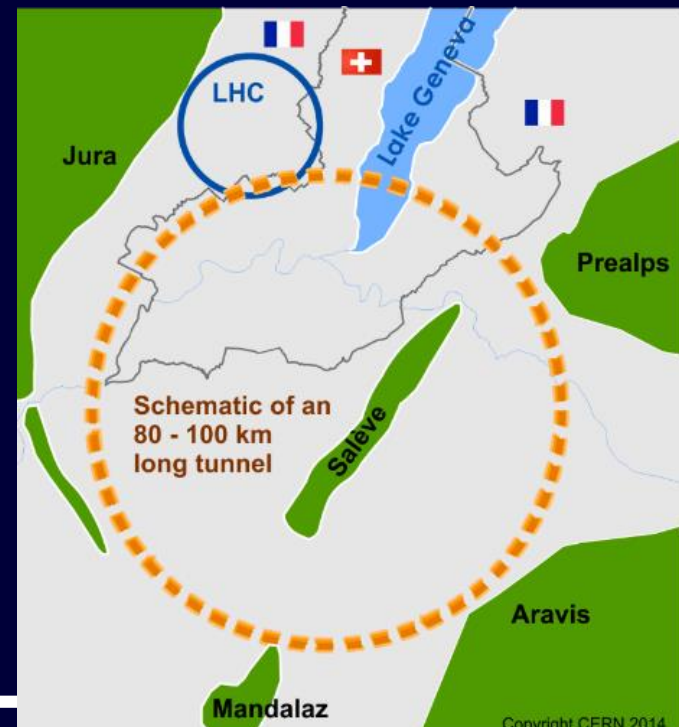 LHC
Lake Geneva
Jura
Prealps
Schematic of an
80 - 100 km
long tunnel
Salève
Aravis
Mandalaz
Copyright CERN 2014